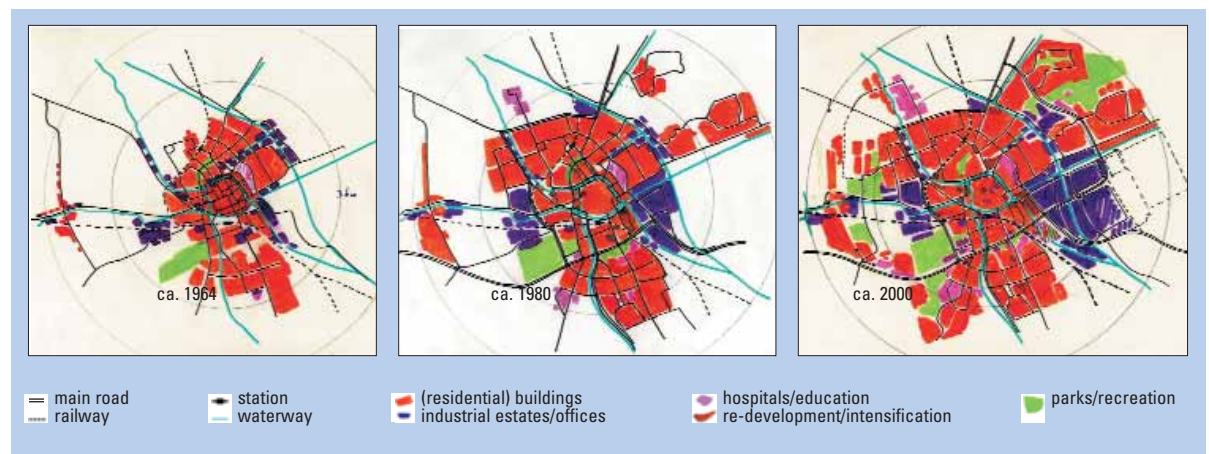 ca. 1964
ca. 1980
ca. 2000
main road
railway
station
waterway
(residential) buildings
industrial estates/offices
hospitals/education
re-development/intensification
parks/recreation